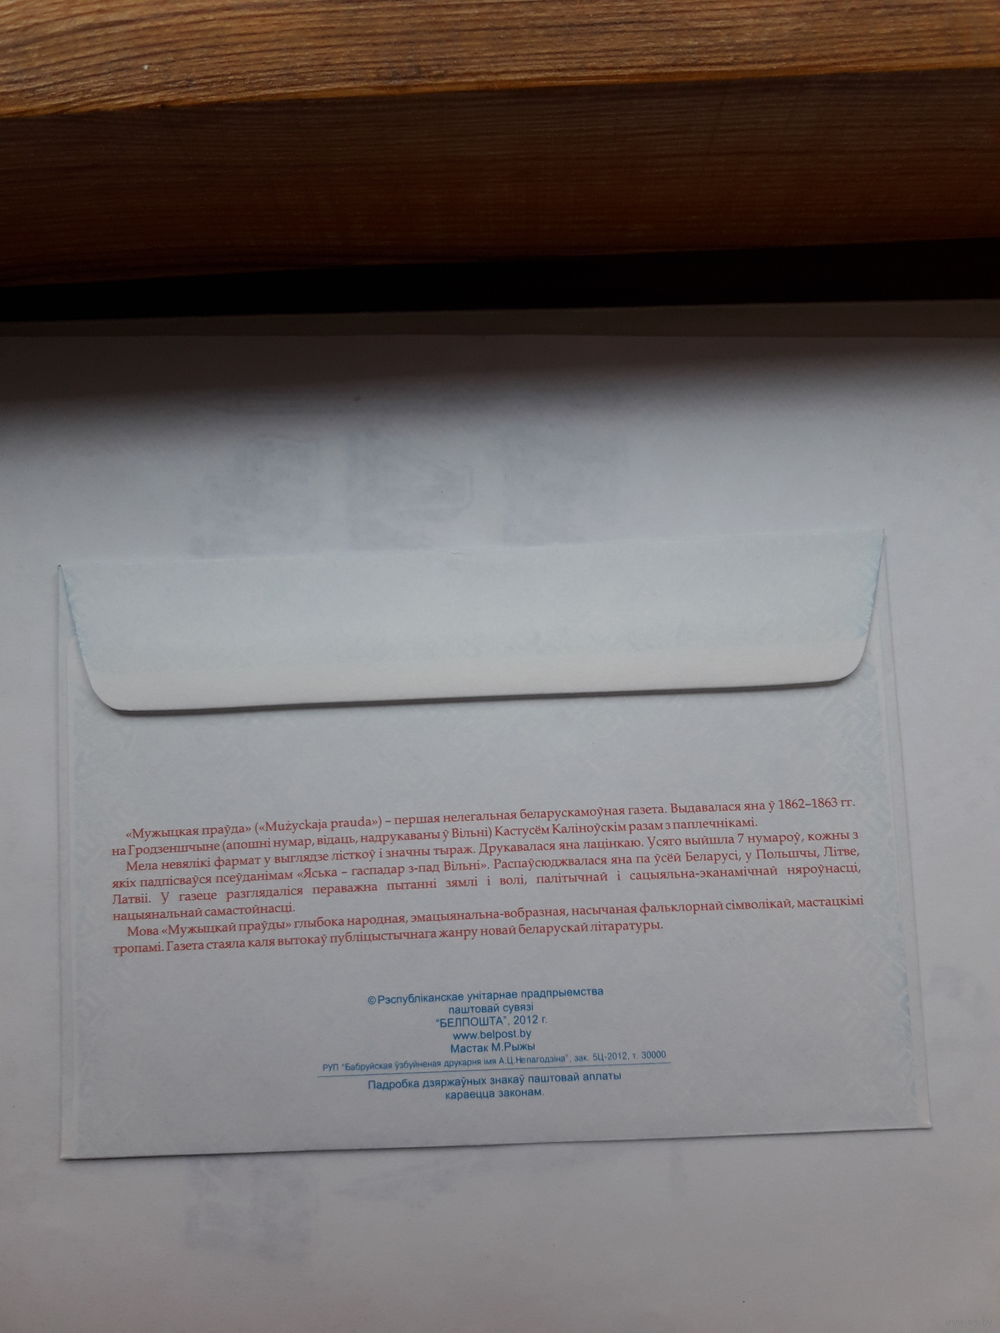 «Мужыцкая праўда» («Mużyckaja prauda») – першая нелегальная беларускамоўная газета. Выдавалася яна ў 1862–1863 гг.
на Гродзеншчыне (апошні нумар, відаць, надрукаваны ў Вільні) Кастусём Каліноўскім разам з паплечнікамі.
Мела невялікі фармат у выглядзе лісткоў і значны тыраж. Друкавалася яна лацінкаю. Усяго выйшла 7 нумароў, кожны з
якіх падпісваўся псеўданімам «Яська – гаспадар з-пад Вільні». Распаўсюджвалася яна па ўсёй Беларусі, у Польшчы, Літве,
Латвіі. У газеце разглядаліся пераважна пытанні зямлі і волі, палітычнай і сацыяльна-эканамічнай няроўнасці,
нацыянальнай самастойнасці.
Мова «Мужыцкай праўды» глыбока народная, эмацыянальна-вобразная, насычаная фальклорнай сімволікай, мастацкімі
тропамі. Газета стаяла каля вытокаў публіцыстычнага жанру новай беларускай літаратуры.
©Рэспубліканскае унітарнае прадпрыемства
паштовай сувязі
"БЕЛПОШТА", 2012 г.
www.belpost.by
Мастак М.Рыжы
РУП "Бабруйская ўзбуйненая друкарня імя А.Ц.Непагодзіна", зак. 5Ц-2012, т. 30000
Падробка дзяржаўных знакаў паштовай аплаты
караецца законам.